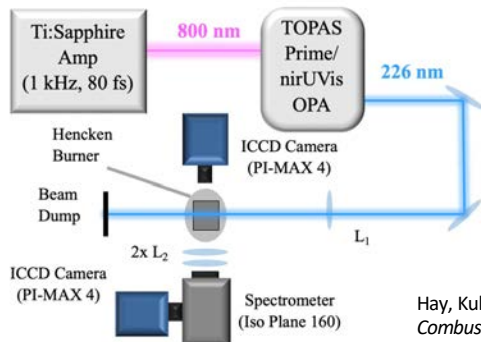 Ti:Sapphire
Amp
(1 kHz, 80 fs)
800 nm
TOPAS
Prime/
nirUVis
OPA
226 nm
Hencken
Burner
ICCD Camera
(PI-MAX 4)
Beam
Dump
L1
2x L2
ICCD Camera
(PI-MAX 4)
Spectrometer
(Iso Plane 160)
Hay, Kul
Combus